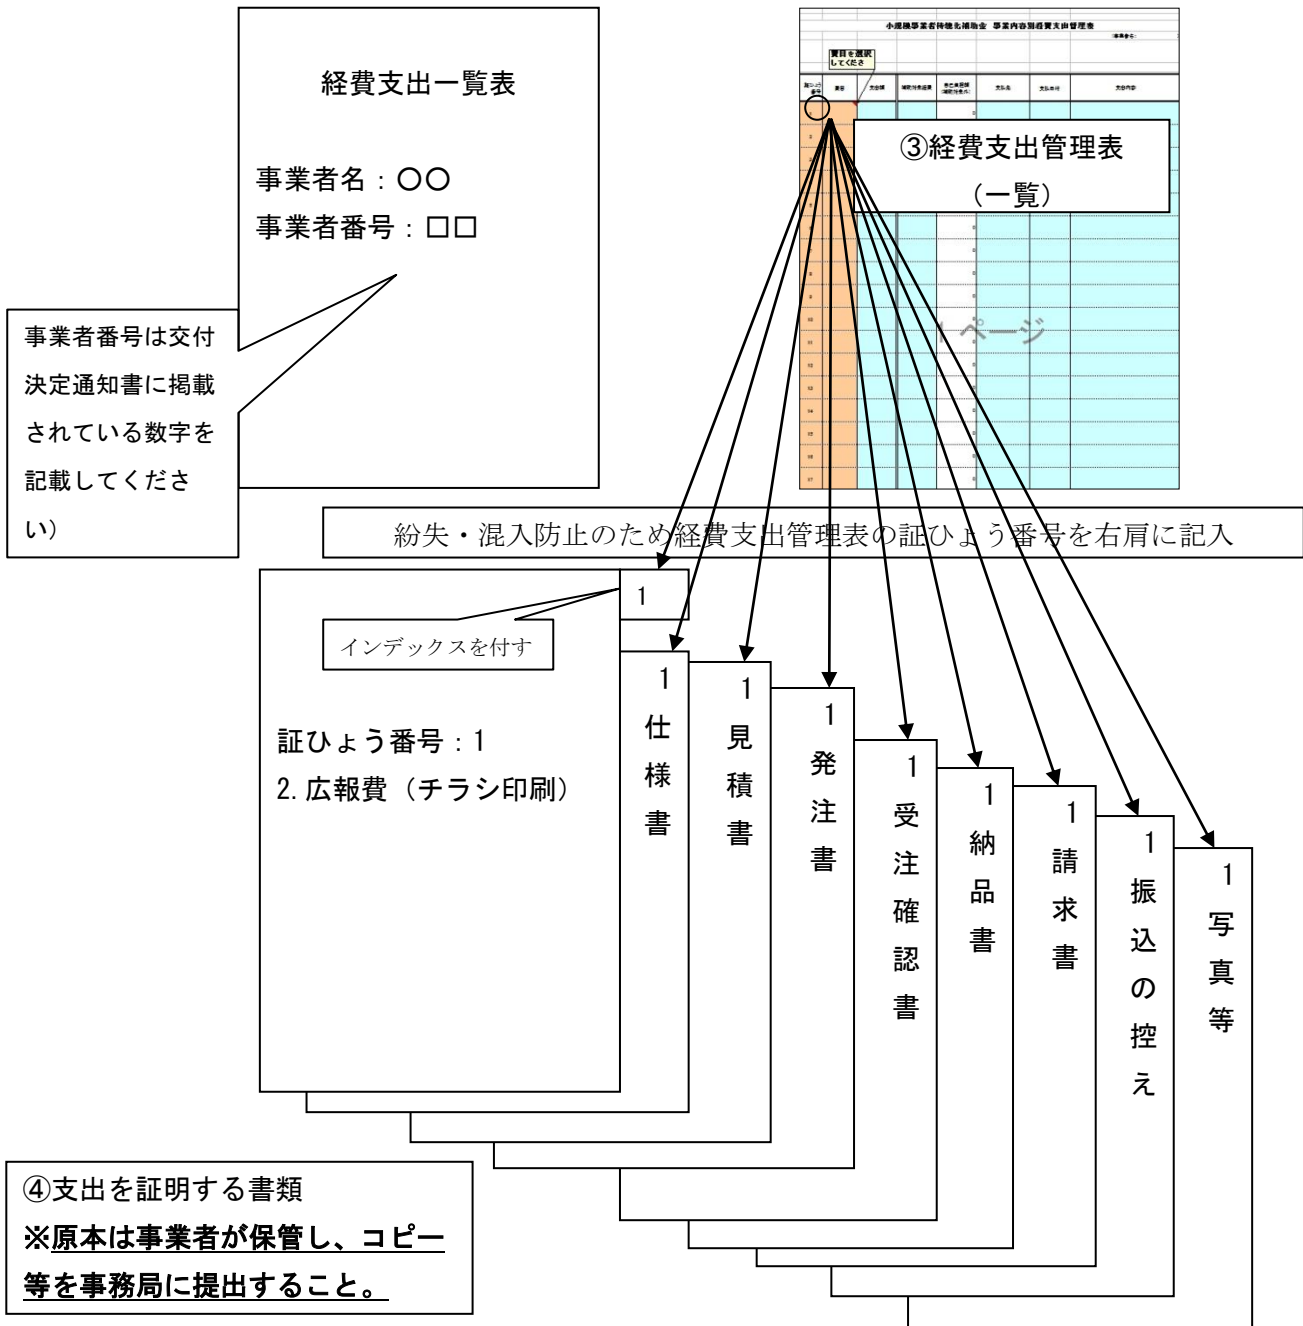 経費支出一覧表
事業者名：〇〇
事業者番号：□□
事業者番号は交付
決定通知書に掲載
されている数字を
記載してくださ
い）
小規模事業者持続化補助金 事業内容別経費支出管理表
費目を選択
してくださ
③経費支出管理表
（一覧）
ページ
紛失・混入防止のため経費支出管理表の証ひょう番号を右肩に記入
1
インデックスを付す
証ひょう番号：1
2. 広報費（チラシ印刷）
1仕様書
1見積書
1発注書
1受注確認書
1納品書
1請求書
1振込の控え
1写真等
④支出を証明する書類
※原本は事業者が保管し、コピー
等を事務局に提出すること。